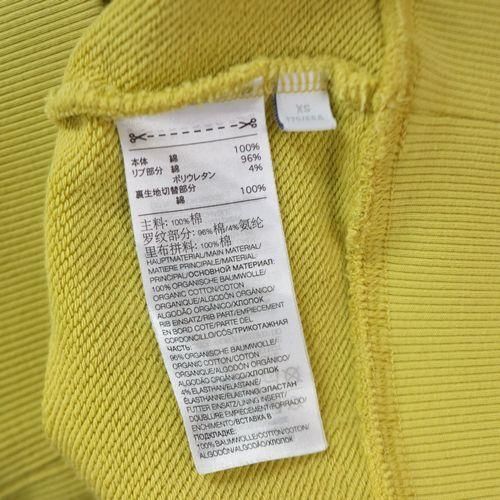 XS
100%
本体 綿 96%
リブ部分 綿 4%
ポリウレタン
裏生地切替部分 100%
綿
主料: 100% 棉
罗纹部分: 96% 棉/4% 氨纶
里布拼料: 100% 棉
HAUPTMATERIAL/MAIN MATERIAL/
MATIERE PRINCIPALE/MATERIAL
PRINCIPAL/ОСНОВНОЙ МАТЕРИАЛ:
100% ORGANISCHE BAUMWOLLE/
ORGANIC COTTON/COTON
ORGANIQUE/ALGODÓN ORGÁNICO/
ALGODÃO ORGÂNICO/ХЛОПОК
RIB EINSATZ/RIB PART/EMPIECEMENT
EN BORD COTE/PARTE DEL
CORDONCILLO/CÓS/ТРИКОТАЖНАЯ
ЧАСТЬ:
96% ORGANISCHE BAUMWOLLE/
ORGANIC COTTON/COTON
ORGANIQUE/ALGODÓN ORGÁNICO/
ALGODÃO ORGÂNICO/ХЛОПОК
4% ELASTHAN/ELASTANE/
ÉLASTHANNE/ELASTANO/ЭЛАСТАН
FUTTER EINSATZ/LINING INSERT/
DOUBLURE EMPIECEMENT/FORRADO/
ENCHIMENTO/ВСТАВКА В
ПОДКЛАДКЕ:
100% BAUMWOLLE/COTTON/COTON/
ALGODÓN/ALGODÃO/ХЛОПОК